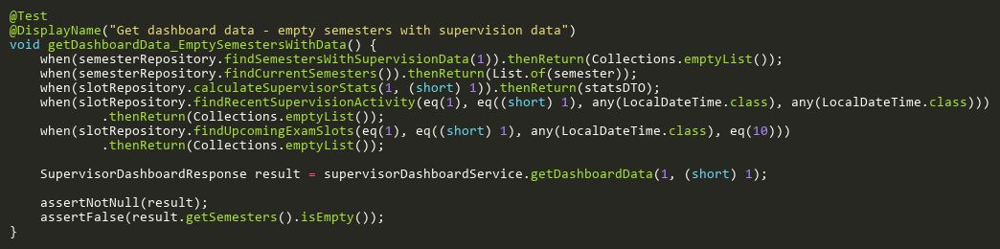 @Test
@DisplayName("Get dashboard data - empty semesters with supervision data")
void getDashboardData_EmptySemestersWithData() {
    when(semesterRepository.findSemestersWithSupervisionData(1)).thenReturn(Collections.emptyList());
    when(semesterRepository.findCurrentSemesters()).thenReturn(List.of(semester));
    when(slotRepository.calculateSupervisorStats(1, (short) 1)).thenReturn(statsDTO);
    when(slotRepository.findRecentSupervisionActivity(eq(1), eq((short) 1), any(LocalDateTime.class), any(LocalDateTime.class)))
            .thenReturn(Collections.emptyList());
    when(slotRepository.findUpcomingExamSlots(eq(1), eq((short) 1), any(LocalDateTime.class), eq(10)))
            .thenReturn(Collections.emptyList());

    SupervisorDashboardResponse result = supervisorDashboardService.getDashboardData(1, (short) 1);

    assertNotNull(result);
    assertFalse(result.getSemesters().isEmpty());
}